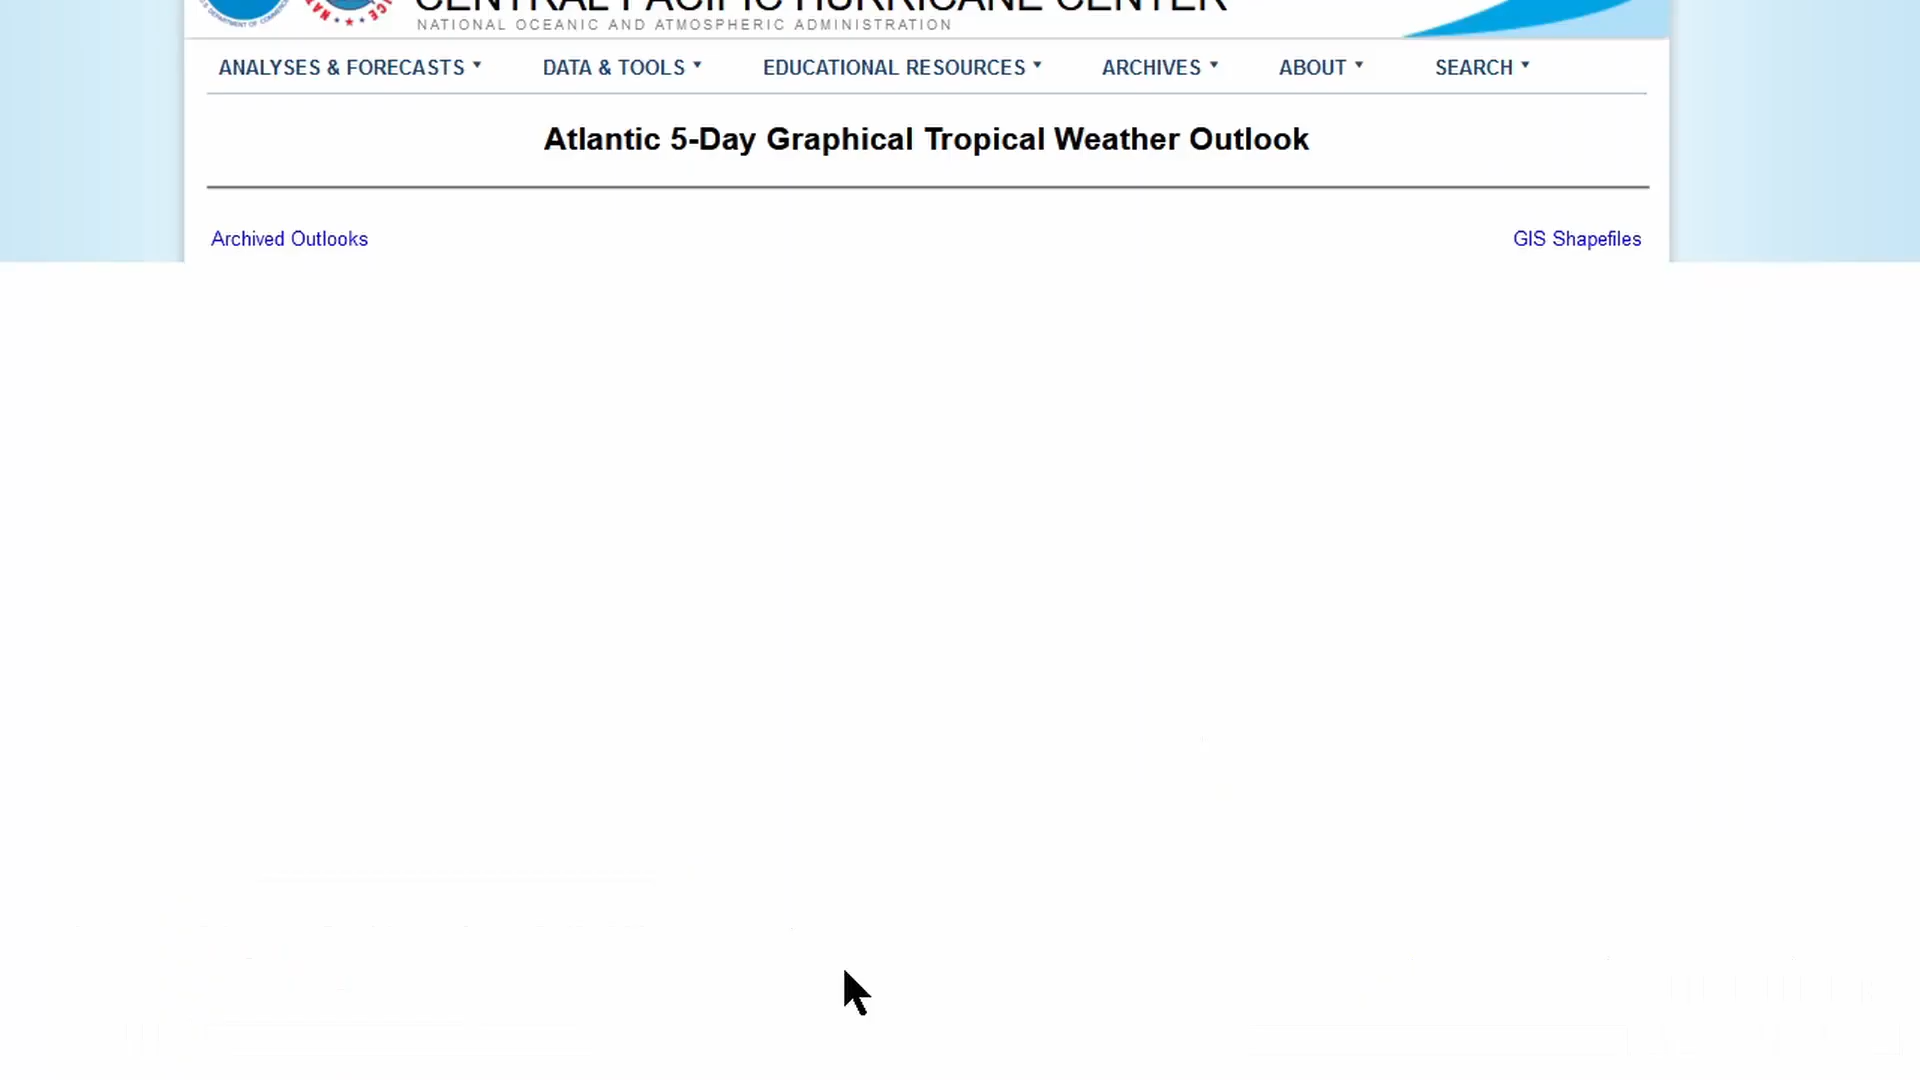 CENTRAL PACIFIC HURRICANE CENTER
NATIONAL OCEANIC AND ATMOSPHERIC ADMINISTRATION
ANALYSES & FORECASTS DATA & TOOLS EDUCATIONAL RESOURCES ARCHIVES ABOUT SEARCH
Atlantic 5-Day Graphical Tropical Weather Outlook
Archived Outlooks GIS Shapefiles